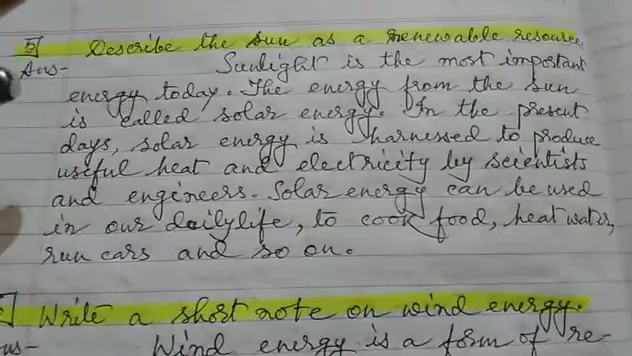 5] Describe the sun as a renewable resource
Ans- Sunlight is the most important
energy today. The energy from the sun
is called solar energy. In the present
days, solar energy is harnessed to produce
useful heat and electricity by scientists
and engineers. Solar energy can be used
in our dailylife, to cook food, heat water,
run cars and so on.
] Write a short note on wind energy.
us- Wind energy is a form of re-